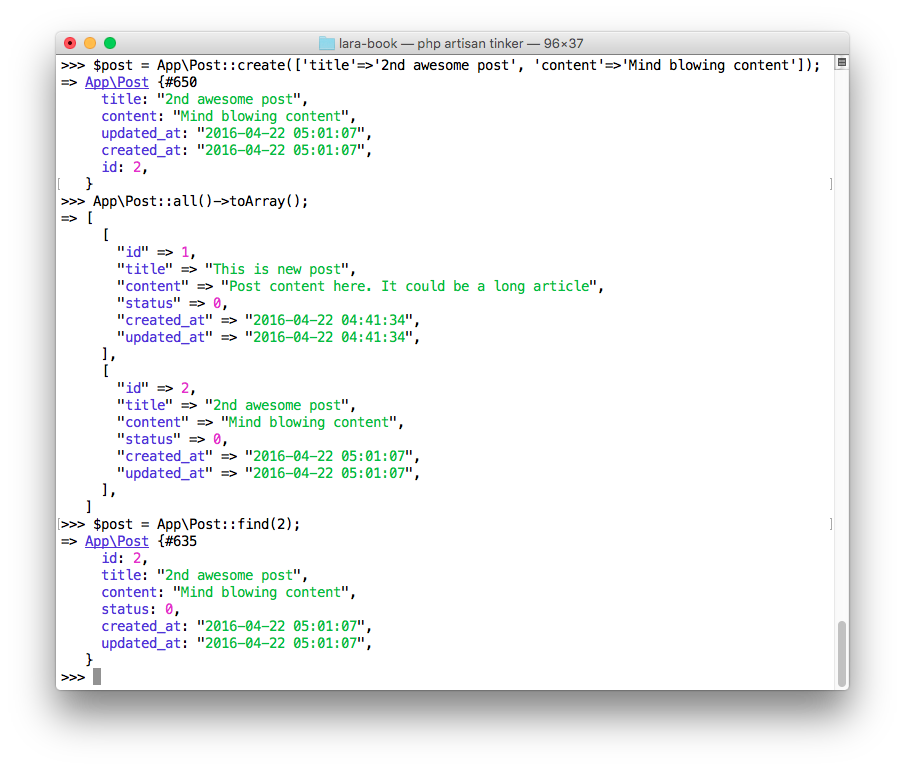 lara-book — php artisan tinker — 96×37
>>> $post = App\Post::create(['title'=>'2nd awesome post', 'content'=>'Mind blowing content']);
=> App\Post {#650
     title: "2nd awesome post",
     content: "Mind blowing content",
     updated_at: "2016-04-22 05:01:07",
     created_at: "2016-04-22 05:01:07",
     id: 2,
[   }                                                                                            ]
>>> App\Post::all()->toArray();
=> [
     [
       "id" => 1,
       "title" => "This is new post",
       "content" => "Post content here. It could be a long article",
       "status" => 0,
       "created_at" => "2016-04-22 04:41:34",
       "updated_at" => "2016-04-22 04:41:34",
     ],
     [
       "id" => 2,
       "title" => "2nd awesome post",
       "content" => "Mind blowing content",
       "status" => 0,
       "created_at" => "2016-04-22 05:01:07",
       "updated_at" => "2016-04-22 05:01:07",
     ],
   ]
[>>> $post = App\Post::find(2);                                                                  ]
=> App\Post {#635
     id: 2,
     title: "2nd awesome post",
     content: "Mind blowing content",
     status: 0,
     created_at: "2016-04-22 05:01:07",
     updated_at: "2016-04-22 05:01:07",
   }
>>>